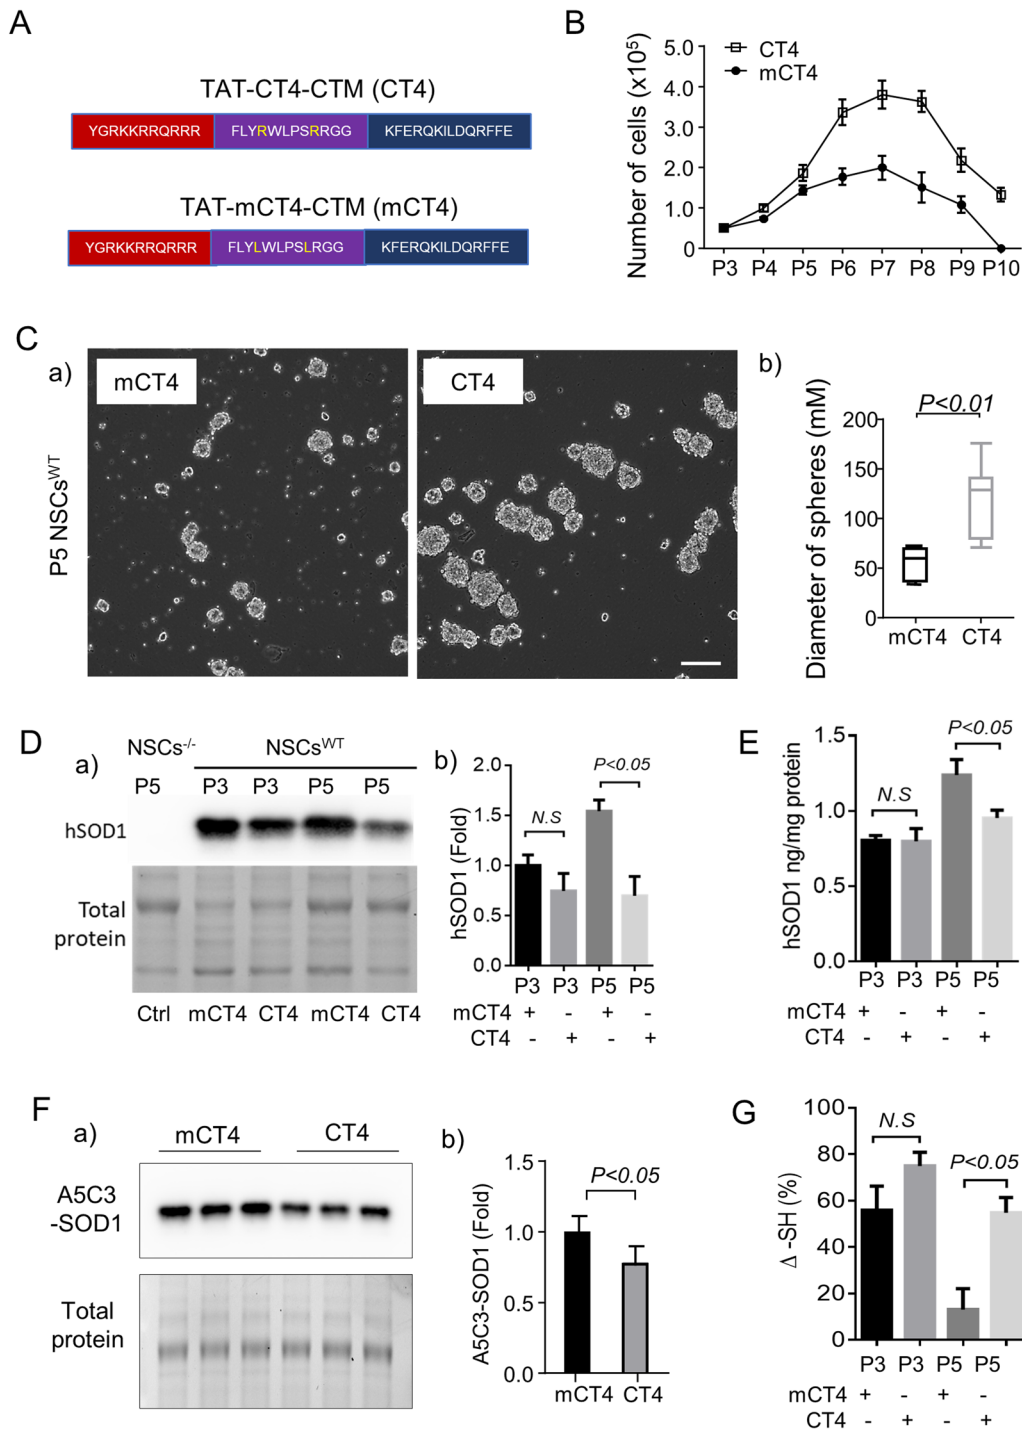 A
TAT-CT4-CTM (CT4)
YGRKKRRQRRR FLYRWLPSRRGG KFERQKILDQRFFE
TAT-mCT4-CTM (mCT4)
YGRKKRRQRRR FLYLWLPSLRGG KFERQKILDQRFFE
B
Number of cells (x10⁵)
5.0
4.0
3.0
2.0
1.0
0
CT4
mCT4
P3 P4 P5 P6 P7 P8 P9 P10
C
a)
P5 NSCsᵂᵀ
mCT4
CT4
b)
Diameter of spheres (mM)
P<0.01
200
150
100
50
0
mCT4 CT4
D
a)
NSCs⁻/⁻ NSCsᵂᵀ
P5 P3 P3 P5 P5
hSOD1
Total
protein
Ctrl mCT4 CT4 mCT4 CT4
b)
hSOD1 (Fold)
2.0
1.5
1.0
0.5
0.0
N.S
P<0.05
P3 P3 P5 P5
mCT4 + - + -
CT4 - + - +
E
hSOD1 ng/mg protein
1.5
1.0
0.5
0.0
N.S
P<0.05
P3 P3 P5 P5
mCT4 + - + -
CT4 - + - +
F
a)
mCT4 CT4
A5C3
-SOD1
Total
protein
b)
A5C3-SOD1 (Fold)
1.5
1.0
0.5
0.0
P<0.05
mCT4 CT4
G
Δ -SH (%)
100
80
60
40
20
0
N.S
P<0.05
P3 P3 P5 P5
mCT4 + - + -
CT4 - + - +